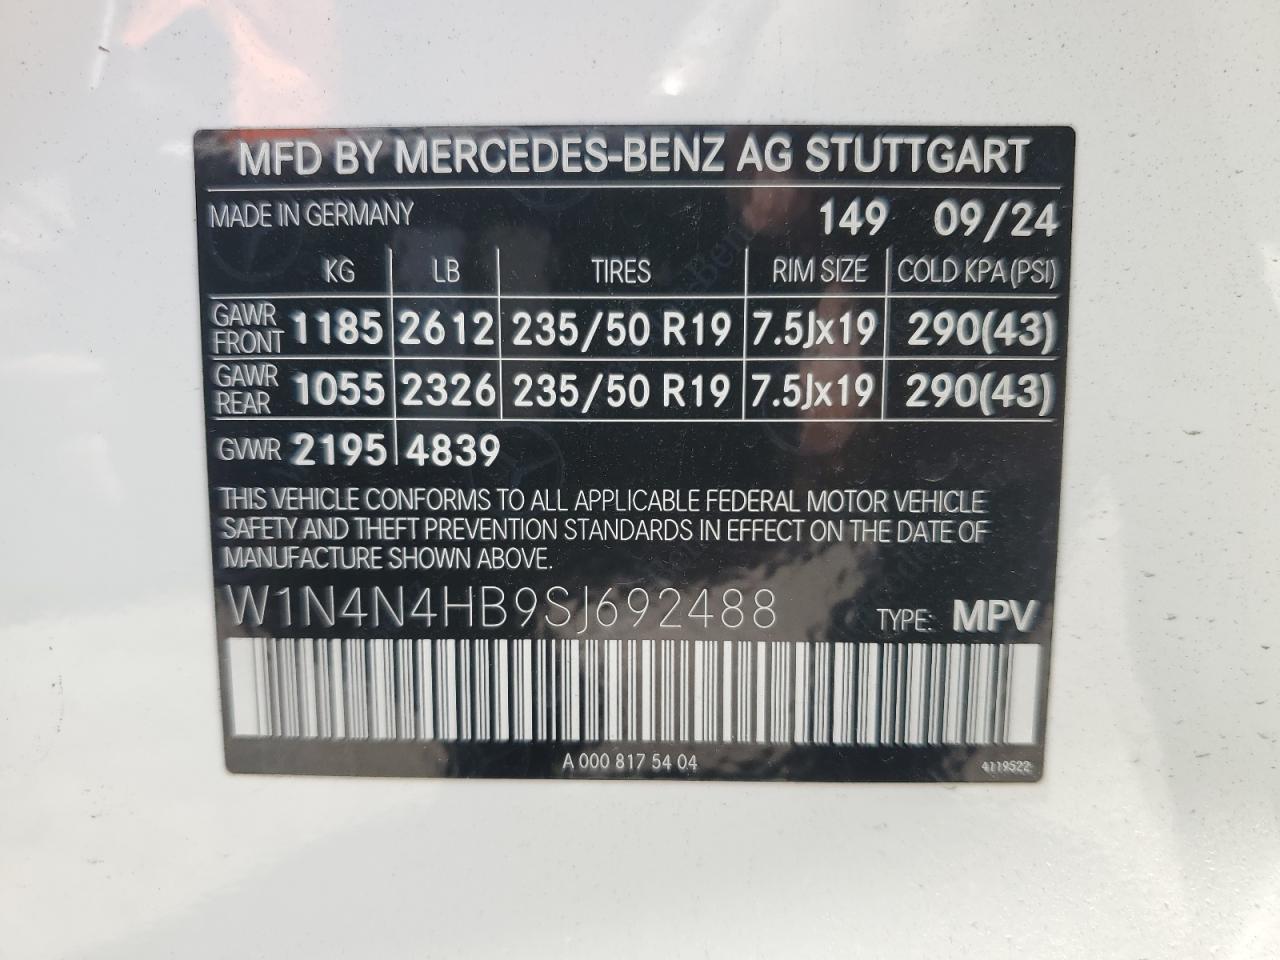 MFD BY MERCEDES-BENZ AG STUTTGART
MADE IN GERMANY 149 09/24
KG LB TIRES RIM SIZE COLD KPA (PSI)
GAWR FRONT 1185 2612 235/50 R19 7.5Jx19 290(43)
GAWR REAR 1055 2326 235/50 R19 7.5Jx19 290(43)
GVWR 2195 4839
THIS VEHICLE CONFORMS TO ALL APPLICABLE FEDERAL MOTOR VEHICLE
SAFETY AND THEFT PREVENTION STANDARDS IN EFFECT ON THE DATE OF
MANUFACTURE SHOWN ABOVE.
W1N4N4HB9SJ692488 TYPE: MPV
A 000 817 54 04 4119522